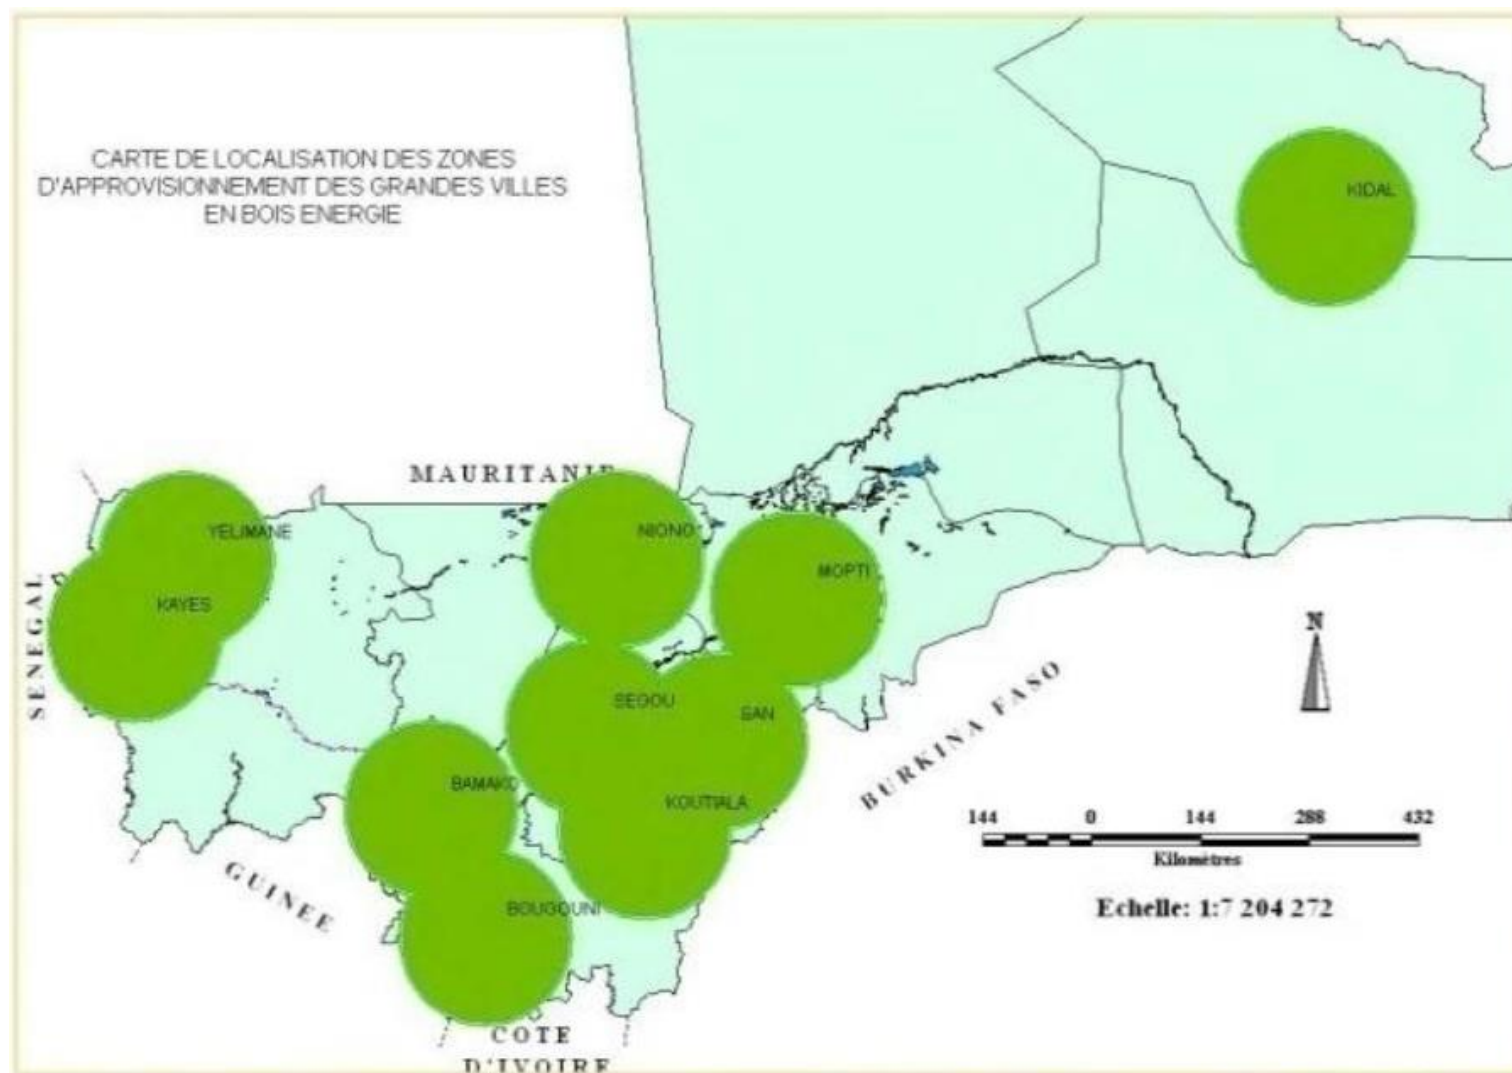 CARTE DE LOCALISATION DES ZONES
D'APPROVISIONNEMENT DES GRANDES VILLES
EN BOIS ENERGIE
KIDAL
MAURITANIE
YELIMANE
NIONO
MOPTI
KAYES
SENEGAL
SEGOU
SAN
BAMAKO
KOUTIALA
BURKINA FASO
N
144 0 144 288 432
Kilomètres
GUINEE
BOUGOUNI
Echelle: 1:7 204 272
COTE
D'IVOIRE